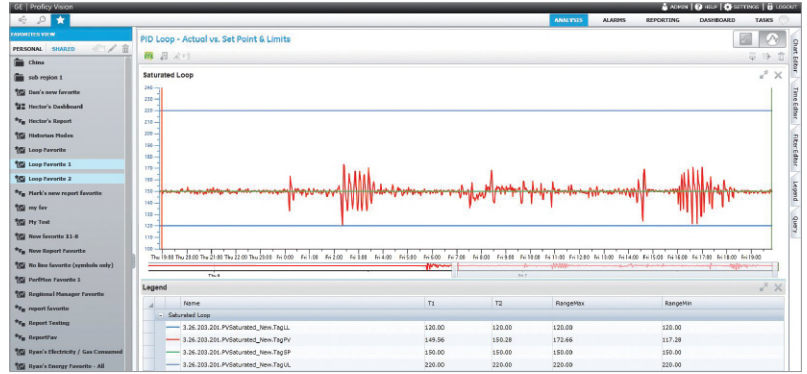 GE | Proficy Vision
ADMIN | HELP | SETTINGS | LOGOUT
ANALYSIS ALARMS REPORTING DASHBOARD TASKS
FAVORITES VIEW
PERSONAL SHARED
China
sub region 1
Dan's new favorite
Hector's Dashboard
Hector's Report
Historian Modes
Loop Favorite
Loop Favorite 1
Loop Favorite 2
Mark's new report favorite
my fav
My Test
New favorite 11-8
New Report Favorite
No line favorite (symbols only)
PerfMon Favorite 1
Regional Manager Favorite
report favorite
Report Testing
ReportFav
Ryan's Electricity / Gas Consumed
Ryan's Energy Favorite - All
PID Loop - Actual vs. Set Point & Limits
Saturated Loop
240
230
220
210
200
190
180
170
160
150
140
130
120
110
100
Thu 19:00 Thu 20:00 Thu 21:00 Thu 22:00 Thu 23:00 Fri 0:00 Fri 1:00 Fri 2:00 Fri 3:00 Fri 4:00 Fri 5:00 Fri 6:00 Fri 7:00 Fri 8:00 Fri 9:00 Fri 10:00 Fri 11:00 Fri 12:00 Fri 13:00 Fri 14:00 Fri 15:00 Fri 16:00 Fri 17:00 Fri 18:00 Fri 19:00
Legend
Name T1 T2 RangeMax RangeMin
Saturated Loop
3.26.203.201.PVSaturated_New.TagLL 120.00 120.00 120.00 120.00
3.26.203.201.PVSaturated_New.TagPV 149.56 150.28 172.66 117.28
3.26.203.201.PVSaturated_New.TagSP 150.00 150.00 150.00 150.00
3.26.203.201.PVSaturated_New.TagUL 220.00 220.00 220.00 220.00
Chart Editor
Time Editor
Filter Editor
Legend
Query